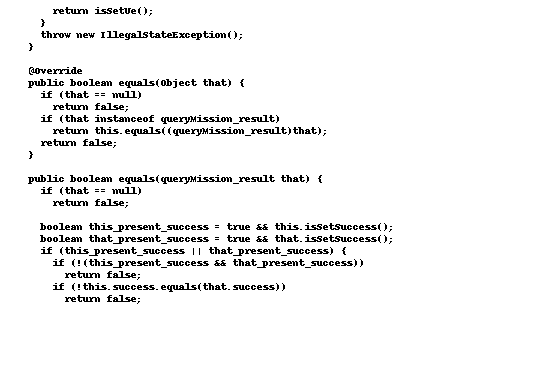 return isSetUe();
}
throw new IllegalStateException();
}
@Override
public boolean equals(Object that) {
if (that == null)
return false;
if (that instanceof queryMission_result)
return this.equals((queryMission_result)that);
return false;
}
public boolean equals(queryMission_result that) {
if (that == null)
return false;
boolean this_present_success = true && this.isSetSuccess();
boolean that_present_success = true && that.isSetSuccess();
if (this_present_success || that_present_success) {
if (!(this_present_success && that_present_success))
return false;
if (!this.success.equals(that.success))
return false;